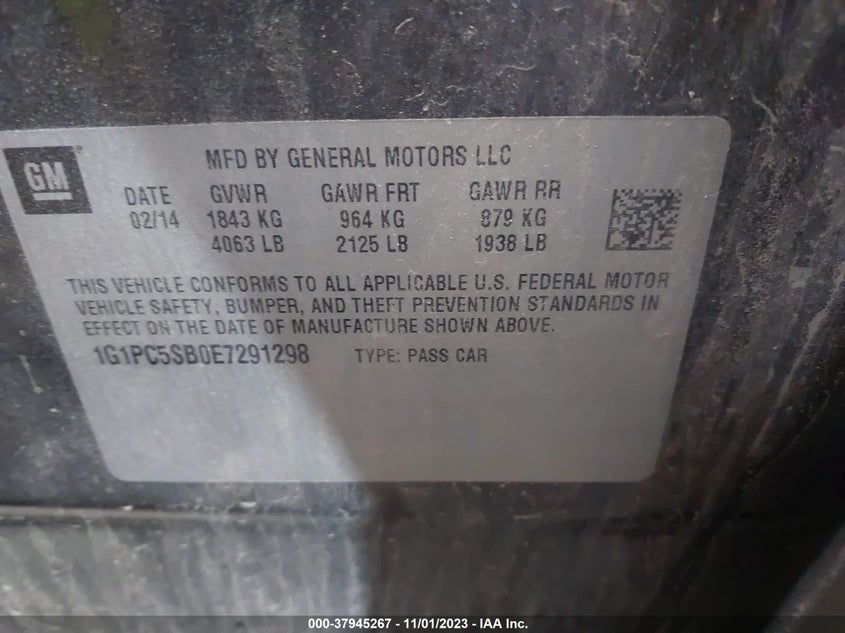 GM®
MFD BY GENERAL MOTORS LLC
DATE GVWR GAWR FRT GAWR RR
02/14 1843 KG 964 KG 879 KG
4063 LB 2125 LB 1938 LB
THIS VEHICLE CONFORMS TO ALL APPLICABLE U.S. FEDERAL MOTOR
VEHICLE SAFETY, BUMPER, AND THEFT PREVENTION STANDARDS IN
EFFECT ON THE DATE OF MANUFACTURE SHOWN ABOVE.
1G1PC5SB0E7291298 TYPE: PASS CAR
000-37945267 - 11/01/2023 - IAA Inc.